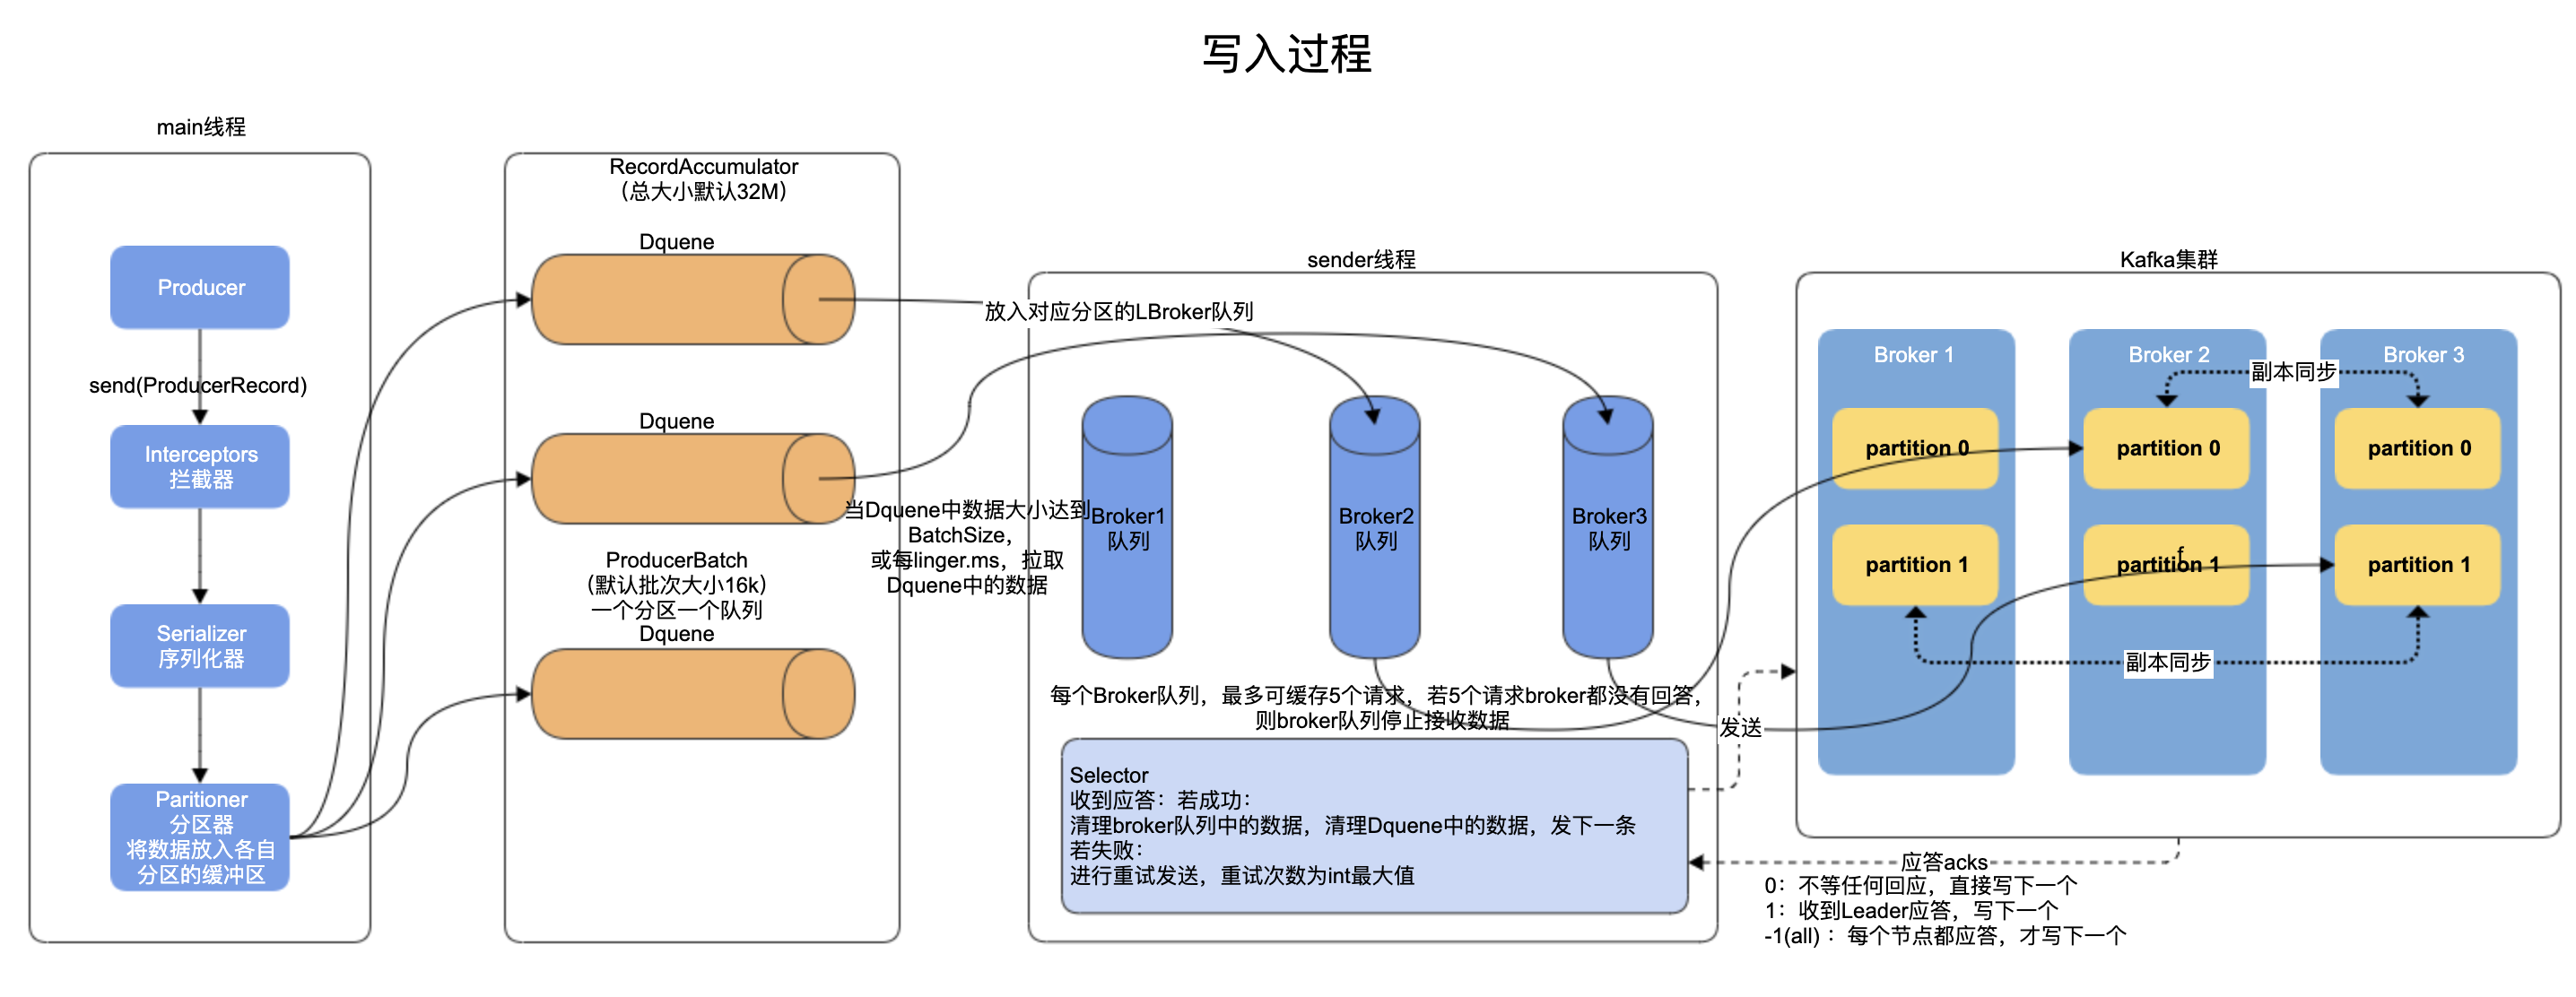 写入过程
main线程
Producer
send(ProducerRecord)
Interceptors
拦截器
Serializer
序列化器
Paritioner
分区器
将数据放入各自
分区的缓冲区
RecordAccumulator
（总大小默认32M）
Dquene
Dquene
ProducerBatch
（默认批次大小16k）
一个分区一个队列
Dquene
放入对应分区的LBroker队列
当Dquene中数据大小达到
BatchSize，
或每linger.ms，拉取
Dquene中的数据
sender线程
Broker1
队列
Broker2
队列
Broker3
队列
每个Broker队列，最多可缓存5个请求，若5个请求broker都没有回答，
则broker队列停止接收数据
Selector
收到应答：若成功：
清理broker队列中的数据，清理Dquene中的数据，发下一条
若失败：
进行重试发送，重试次数为int最大值
发送
Kafka集群
Broker 1
partition 0
partition 1
Broker 2
partition 0
f
partition 1
Broker 3
partition 0
partition 1
副本同步
副本同步
应答acks
0：不等任何回应，直接写下一个
1：收到Leader应答，写下一个
-1(all)：每个节点都应答，才写下一个